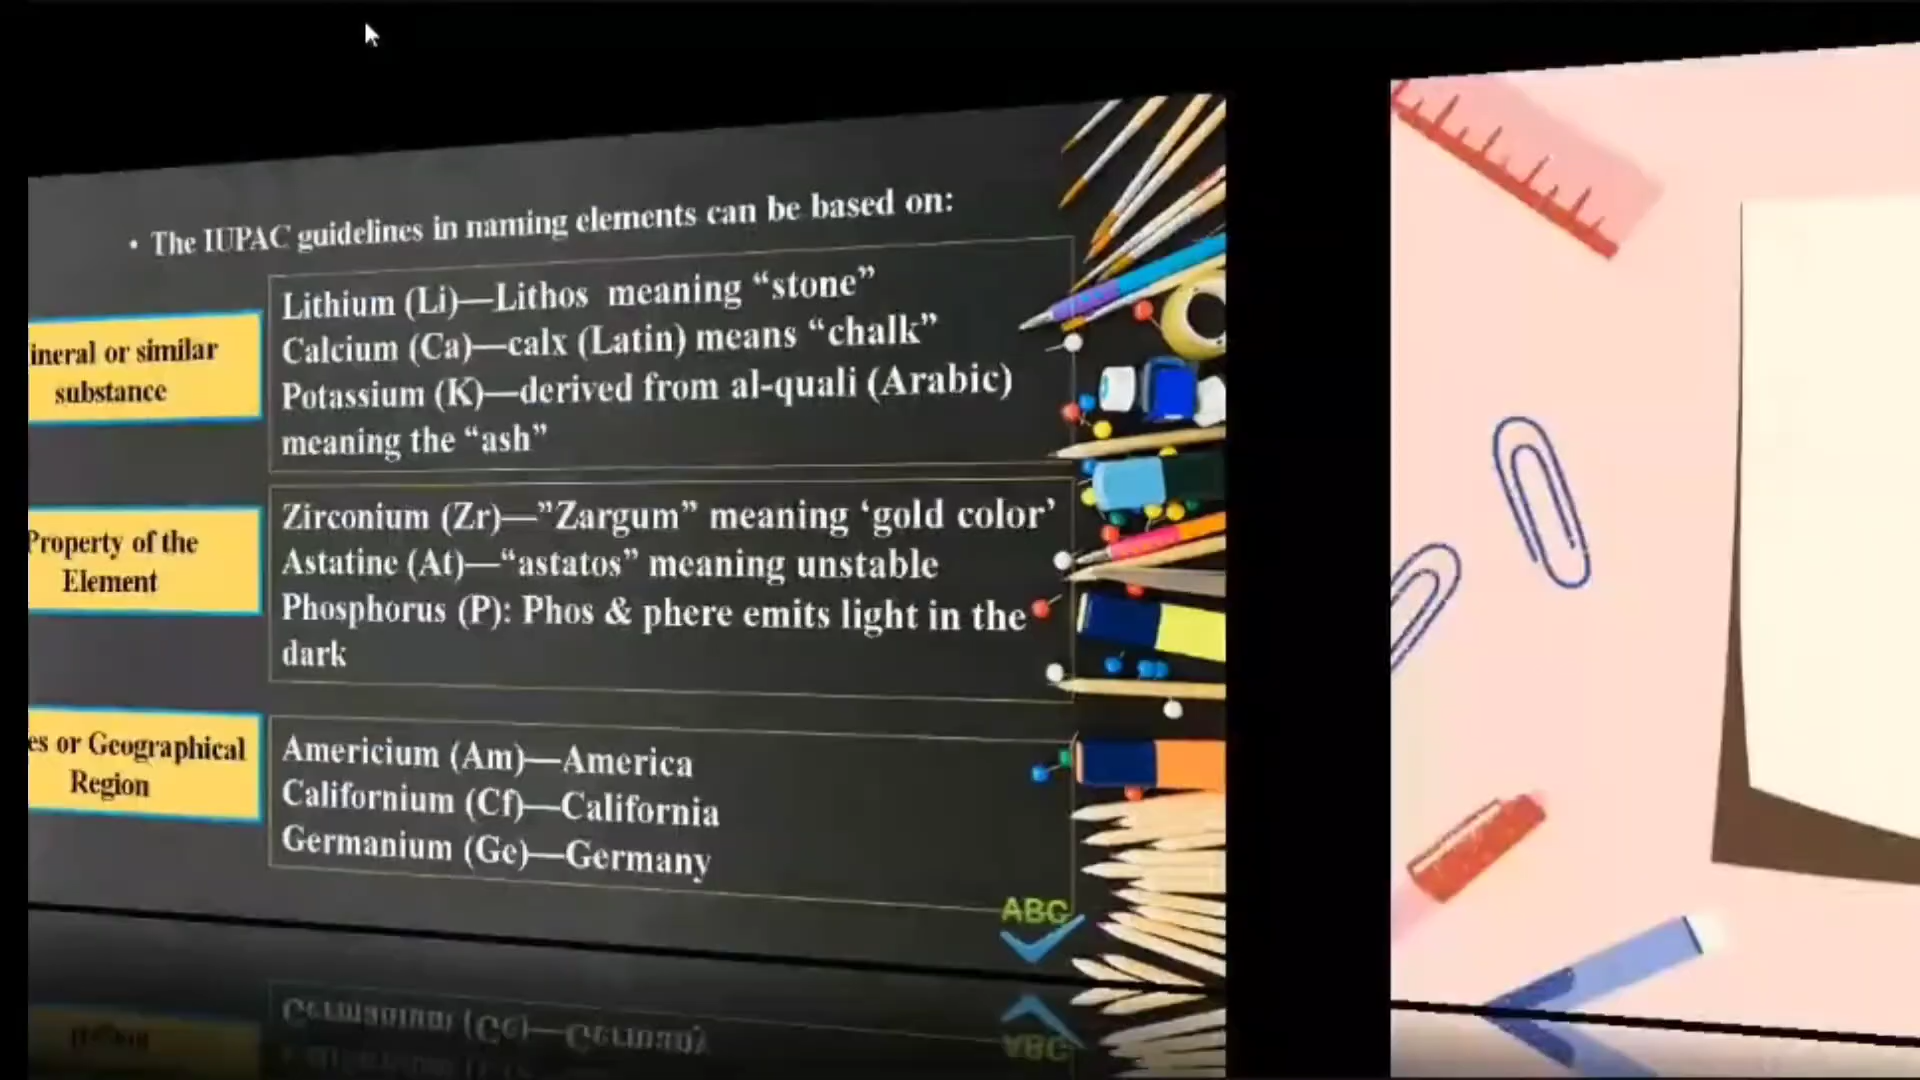 • The IUPAC guidelines in naming elements can be based on:
Lithium (Li)—Lithos meaning “stone”
Calcium (Ca)—calx (Latin) means “chalk”
Potassium (K)—derived from al-quali (Arabic)
meaning the “ash”
ineral or similar
substance
Zirconium (Zr)—”Zargum” meaning ‘gold color’
Astatine (At)—“astatos” meaning unstable
Phosphorus (P): Phos & phere emits light in the
dark
Property of the
Element
Americium (Am)—America
Californium (Cf)—California
Germanium (Ge)—Germany
es or Geographical
Region
ABC